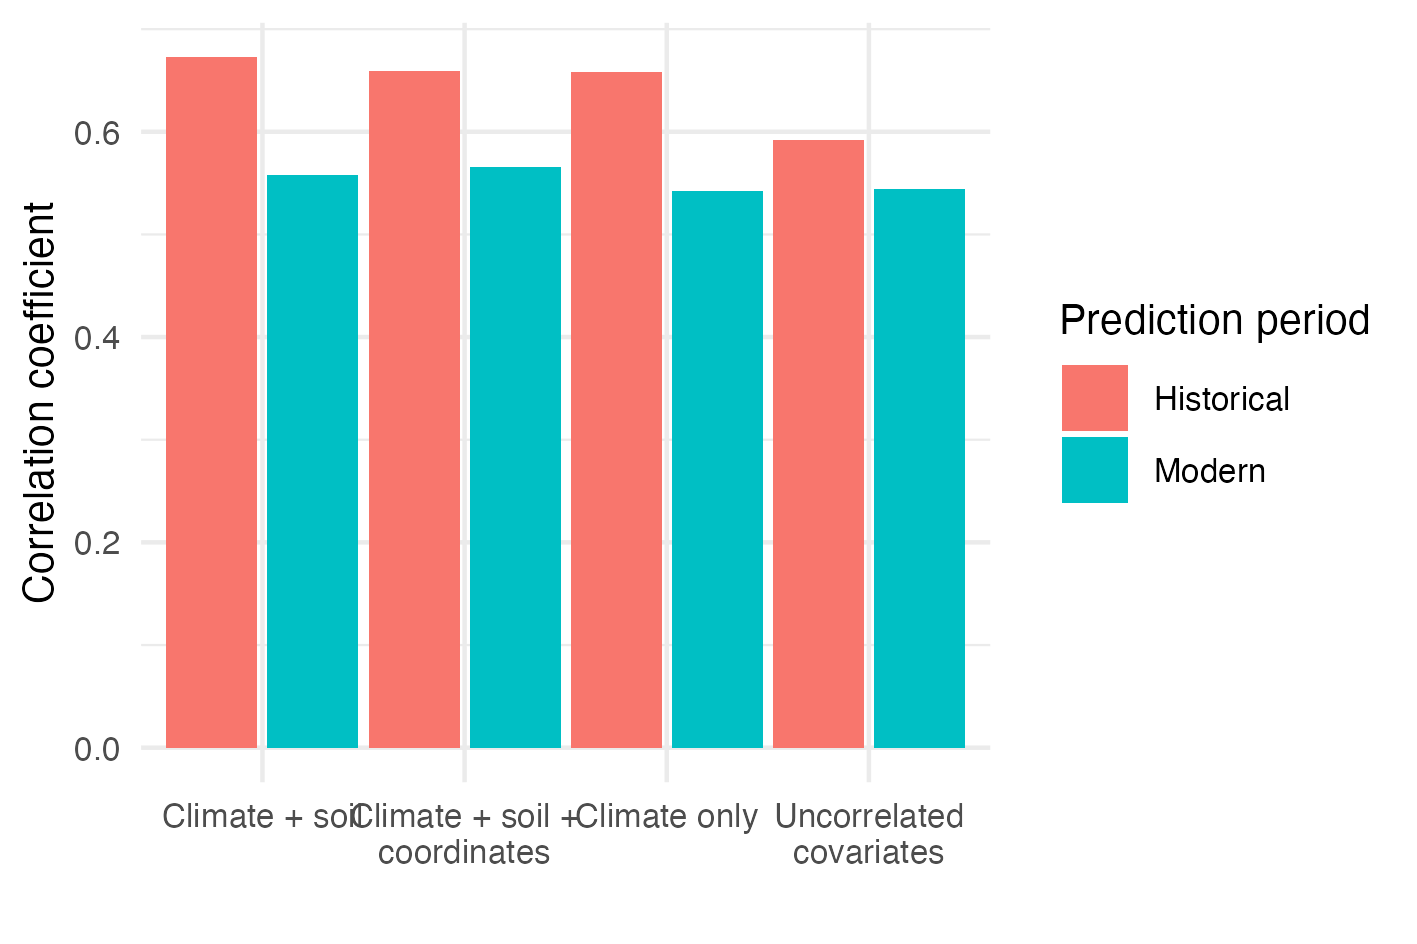 Correlation coefficient
0.6
0.4
0.2
0.0
Climate + soil
Climate + soil +
coordinates
Climate only
Uncorrelated
covariates
Prediction period
Historical
Modern